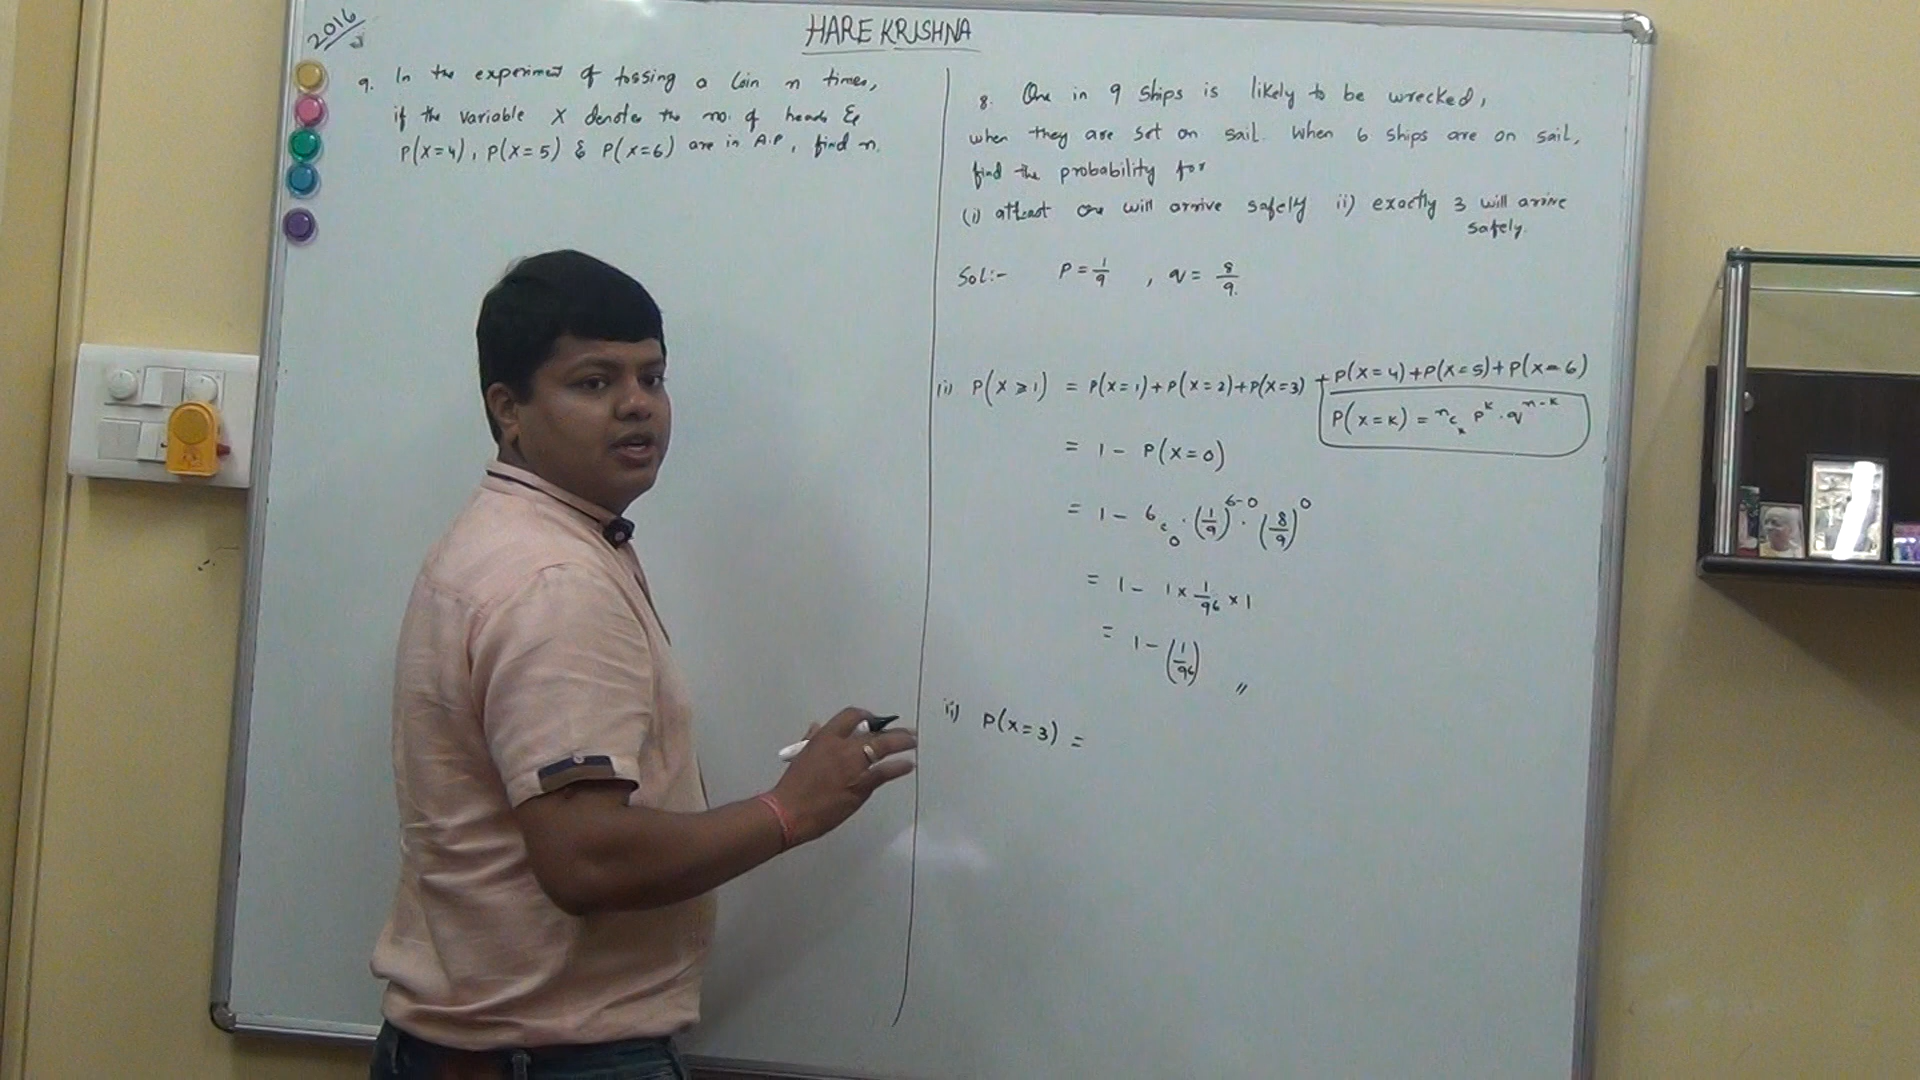 2016
HARE KRISHNA
9. In the experiment of tossing a Coin n times,
if the variable X denotes the no. of heads &
P(X=4), P(X=5) & P(X=6) are in A.P, find n.
8. One in 9 ships is likely to be wrecked,
when they are set on sail. When 6 ships are on sail,
find the probability for
(i) atleast one will arrive safely ii) exactly 3 will arrive
safely.
Sol:- P = 1/9 , q = 8/9.
(i) P(X ≥ 1) = P(X=1)+P(X=2)+P(X=3) + P(X=4)+P(X=5)+P(X=6)
P(X=K) = ⁿCₖ P^K . q^(n-K)
= 1 - P(X=0)
= 1 - 6c₀ . (1/9)^(6-0) . (8/9)^0
= 1 - 1 x 1/9⁶ x 1
= 1 - (1/9⁶) //
ii) P(X=3) =